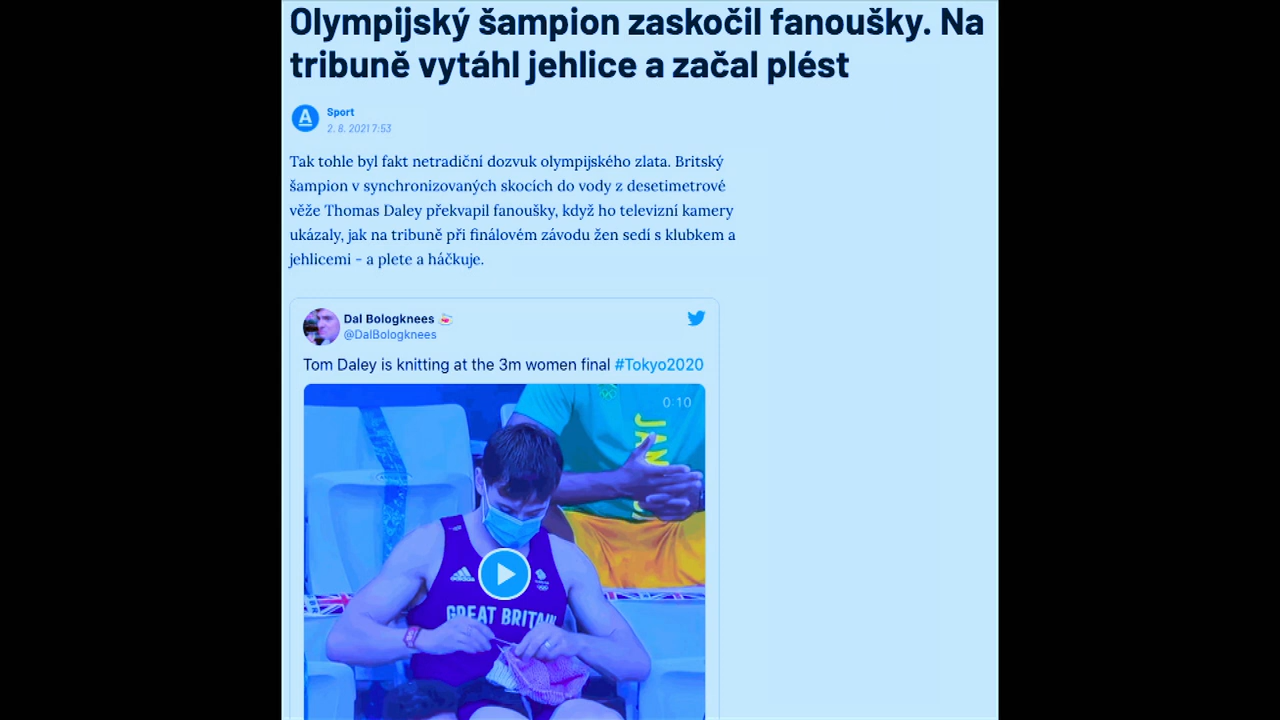 Olympijský šampion zaskočil fanoušky. Na
tribuně vytáhl jehlice a začal plést
A
Sport
2. 8. 2021 7:53
Tak tohle byl fakt netradiční dozvuk olympijského zlata. Britský
šampion v synchronizovaných skocích do vody z desetimetrové
věže Thomas Daley překvapil fanoušky, když ho televizní kamery
ukázaly, jak na tribuně při finálovém závodu žen sedí s klubkem a
jehlicemi - a plete a háčkuje.
Dal Bologknees
@DalBologknees
Tom Daley is knitting at the 3m women final #Tokyo2020
0:10
GREAT BRITAIN